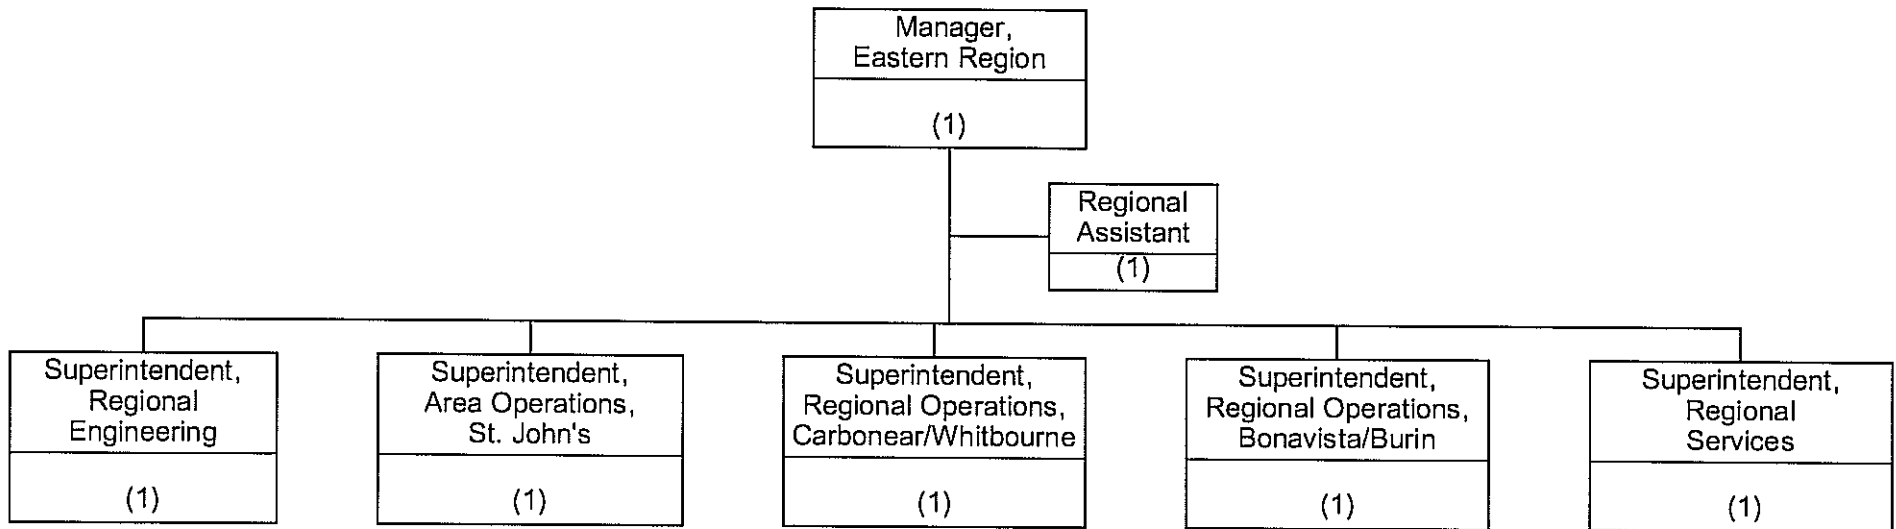 Manager,
Eastern Region
(1)
Regional
Assistant
(1)
Superintendent,
Regional
Engineering
(1)
Superintendent,
Area Operations,
St. John's
(1)
Superintendent,
Regional Operations,
Carbonear/Whitbourne
(1)
Superintendent,
Regional Operations,
Bonavista/Burin
(1)
Superintendent,
Regional
Services
(1)